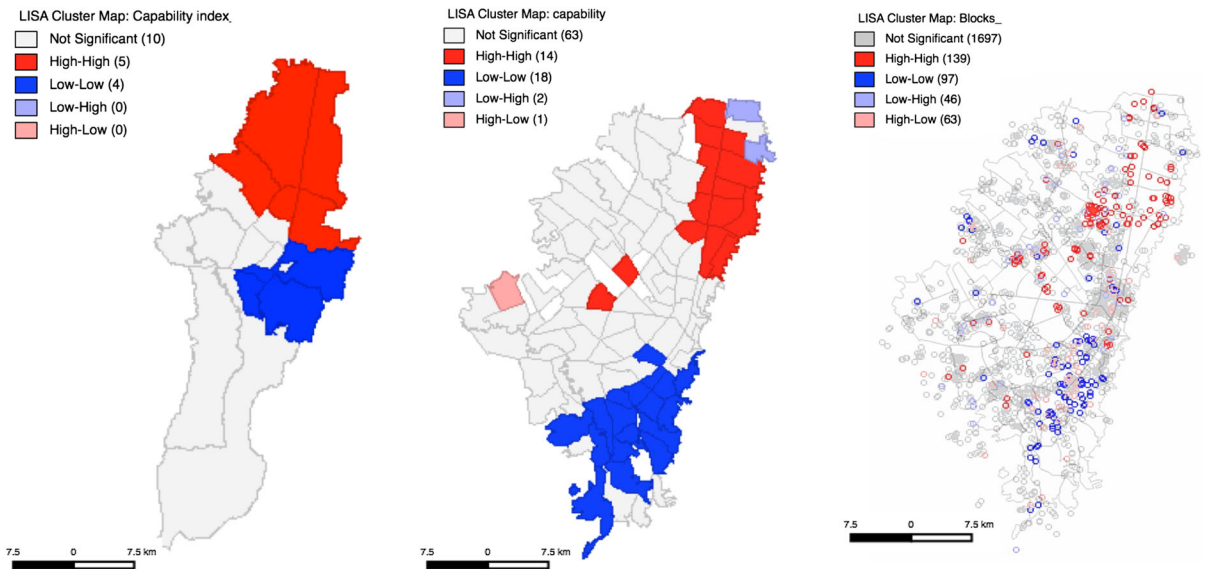 LISA Cluster Map: Capability index_
Not Significant (10)
High-High (5)
Low-Low (4)
Low-High (0)
High-Low (0)
7.5 0 7.5 km
LISA Cluster Map: capability
Not Significant (63)
High-High (14)
Low-Low (18)
Low-High (2)
High-Low (1)
7.5 0 7.5 km
LISA Cluster Map: Blocks_
Not Significant (1697)
High-High (139)
Low-Low (97)
Low-High (46)
High-Low (63)
7.5 0 7.5 km